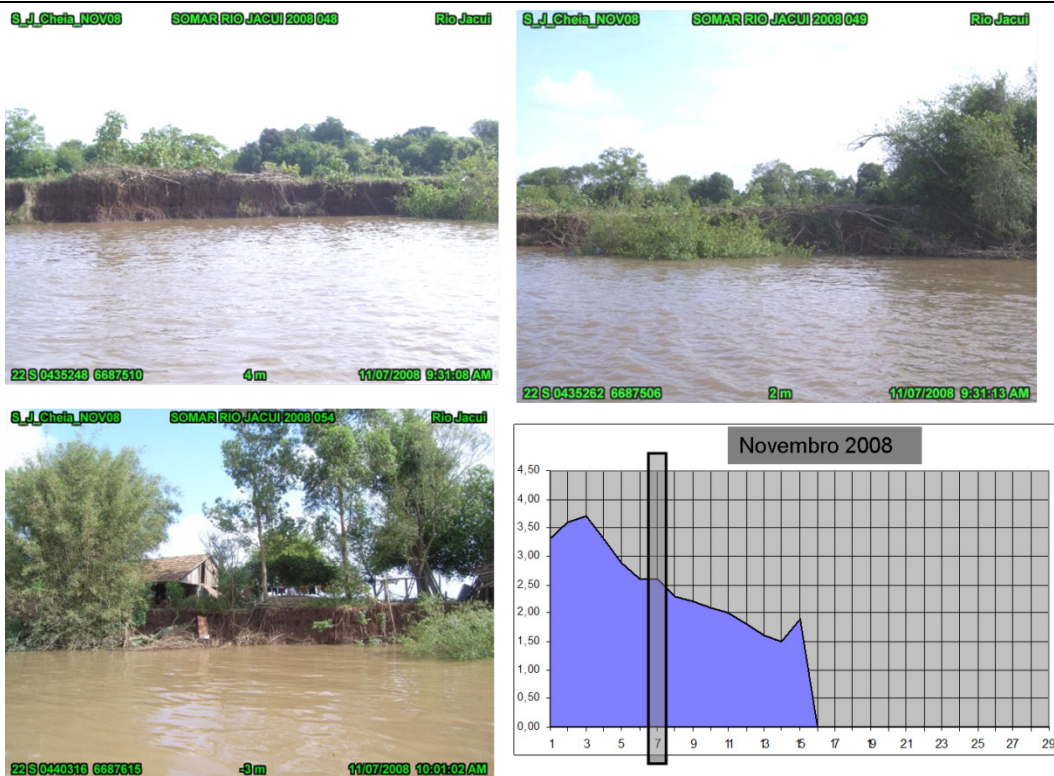 S_J_Cheia_NOV08 SOMAR RIO JACUI 2008 048 Rio Jacui
22 S 0435248 6687510 4 m 11/07/2008 9:31:08 AM
S_J_Cheia_NOV08 SOMAR RIO JACUI 2008 049 Rio Jacui
22 S 0435262 6687506 2 m 11/07/2008 9:31:13 AM
S_J_Cheia_NOV08 SOMAR RIO JACUI 2008 054 Rio Jacui
22 S 0440316 6687615 -3 m 11/07/2008 10:01:02 AM
Novembro 2008
4,50
4,00
3,50
3,00
2,50
2,00
1,50
1,00
0,50
0,00
1 3 5 7 9 11 13 15 17 19 21 23 25 27 29